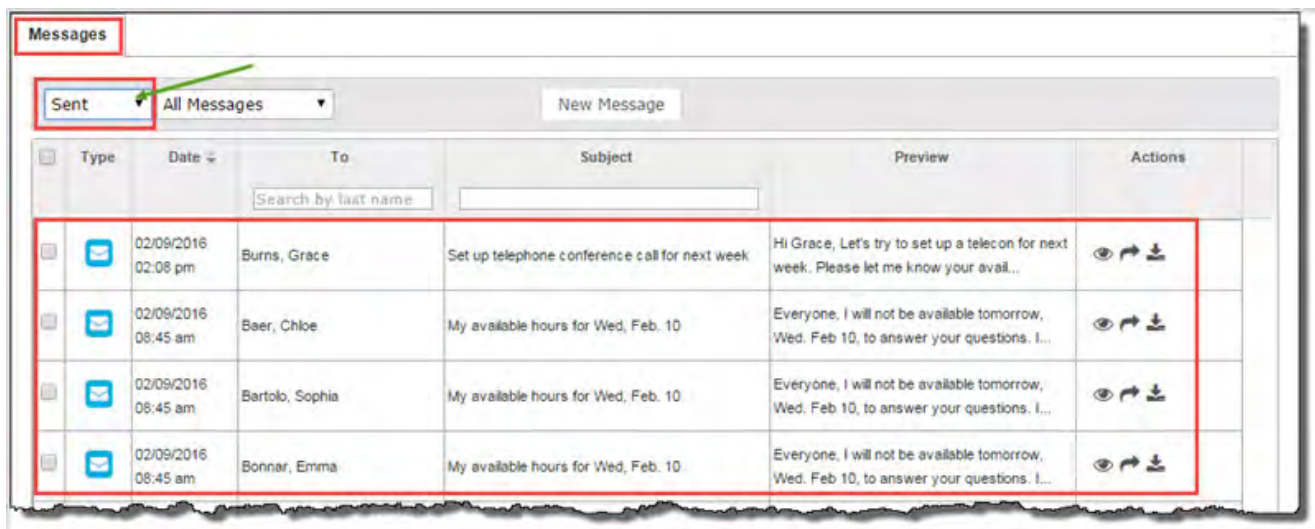 Messages
Sent All Messages New Message
Type Date To Subject Preview Actions
Search by last name
02/09/2016
02:08 pm
Burns, Grace
Set up telephone conference call for next week
Hi Grace, Let's try to set up a telecon for next
week. Please let me know your avail...
02/09/2016
08:45 am
Baer, Chloe
My available hours for Wed, Feb. 10
Everyone, I will not be available tomorrow,
Wed. Feb 10, to answer your questions. I...
02/09/2016
08:45 am
Bartolo, Sophia
My available hours for Wed, Feb. 10
Everyone, I will not be available tomorrow,
Wed. Feb 10, to answer your questions. I...
02/09/2016
08:45 am
Bonnar, Emma
My available hours for Wed, Feb. 10
Everyone, I will not be available tomorrow,
Wed. Feb 10, to answer your questions. I...